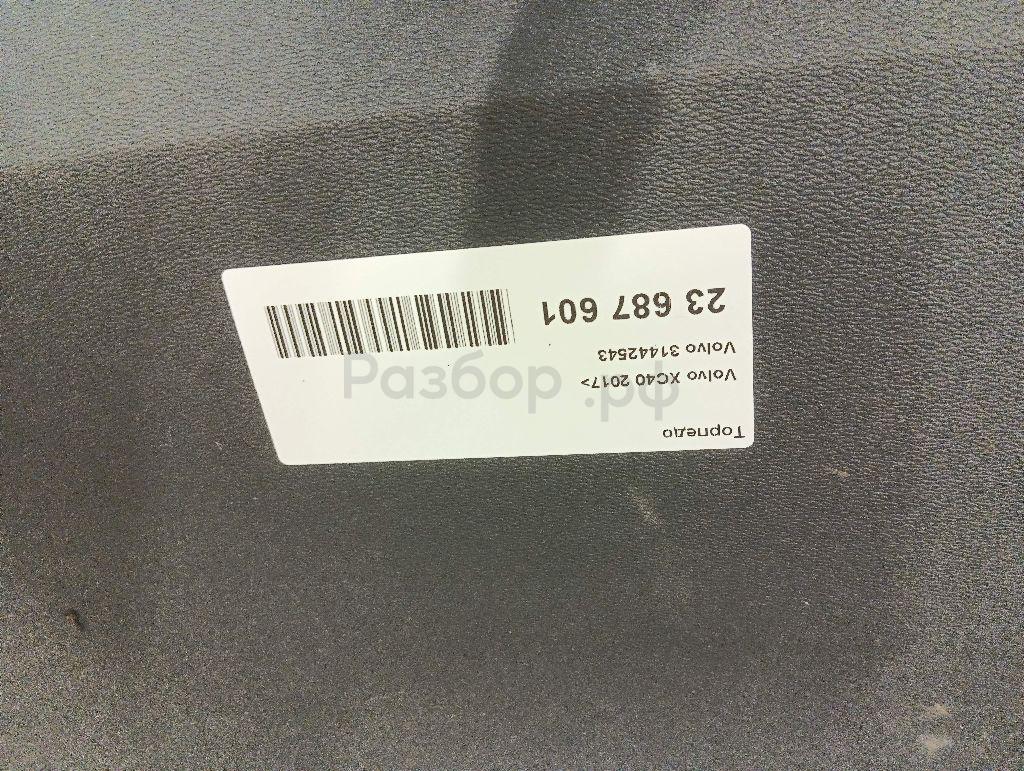 Торпедо
Volvo XC40 2017>
Volvo 31442543
23 687 601
Разбор.рф